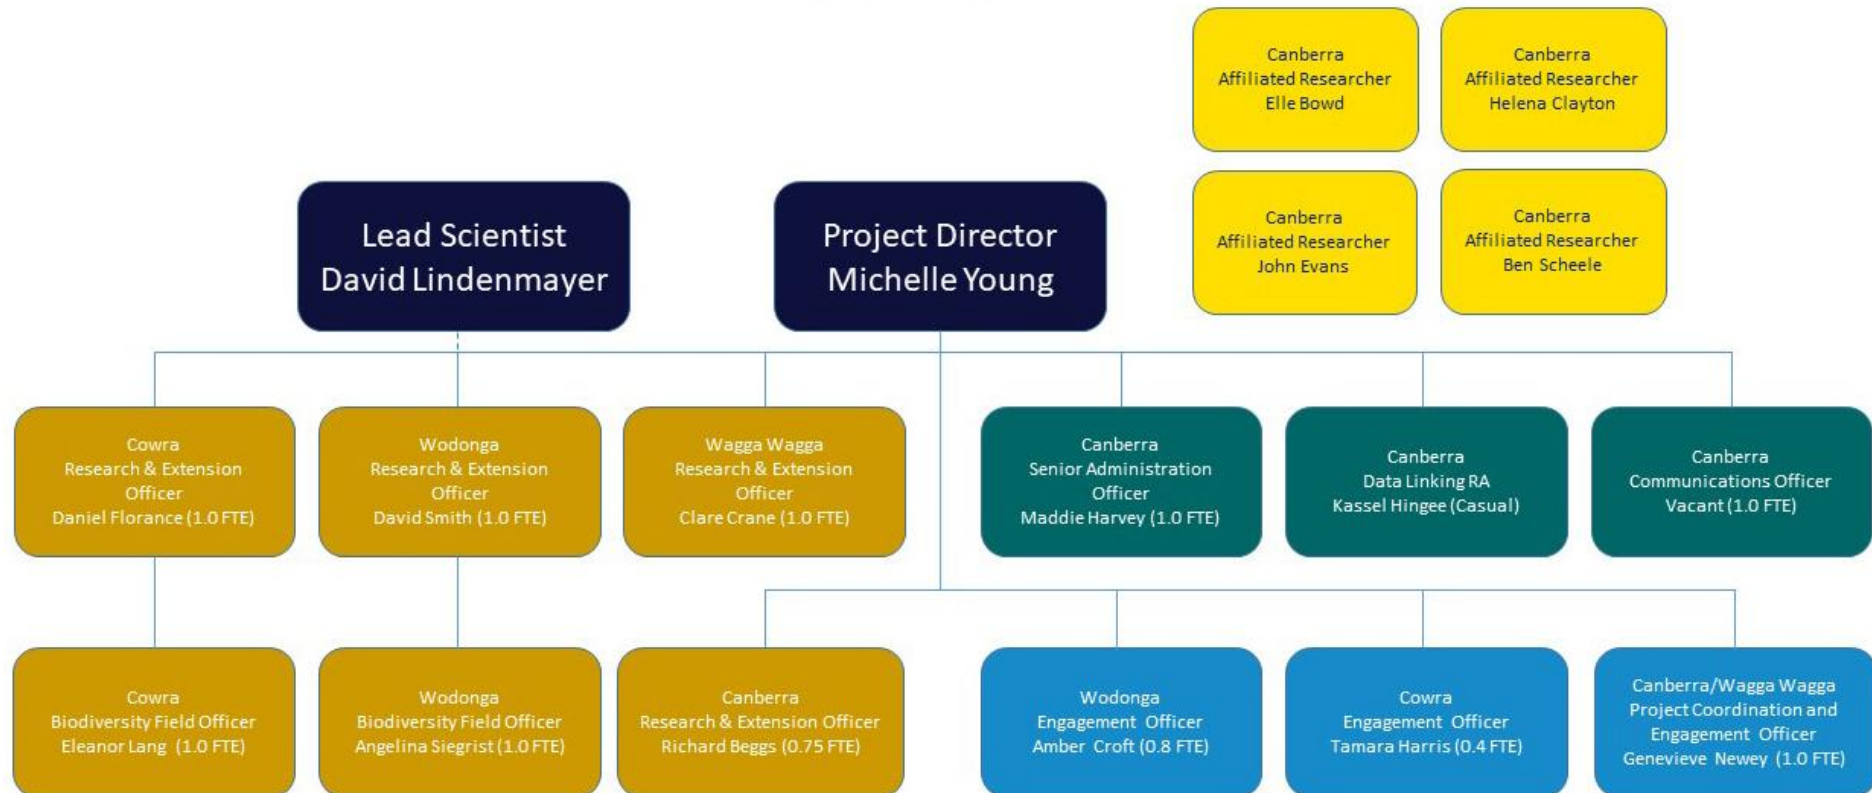 Canberra
Affiliated Researcher
Elle Bowd
Canberra
Affiliated Researcher
Helena Clayton
Canberra
Affiliated Researcher
John Evans
Canberra
Affiliated Researcher
Ben Scheele
Lead Scientist
David Lindenmayer
Project Director
Michelle Young
Cowra
Research & Extension
Officer
Daniel Florance (1.0 FTE)
Wodonga
Research & Extension
Officer
David Smith (1.0 FTE)
Wagga Wagga
Research & Extension
Officer
Clare Crane (1.0 FTE)
Canberra
Senior Administration
Officer
Maddie Harvey (1.0 FTE)
Canberra
Data Linking RA
Kassel Hingee (Casual)
Canberra
Communications Officer
Vacant (1.0 FTE)
Cowra
Biodiversity Field Officer
Eleanor Lang (1.0 FTE)
Wodonga
Biodiversity Field Officer
Angelina Siegrist (1.0 FTE)
Canberra
Research & Extension Officer
Richard Beggs (0.75 FTE)
Wodonga
Engagement Officer
Amber Croft (0.8 FTE)
Cowra
Engagement Officer
Tamara Harris (0.4 FTE)
Canberra/Wagga Wagga
Project Coordination and
Engagement Officer
Genevieve Newey (1.0 FTE)